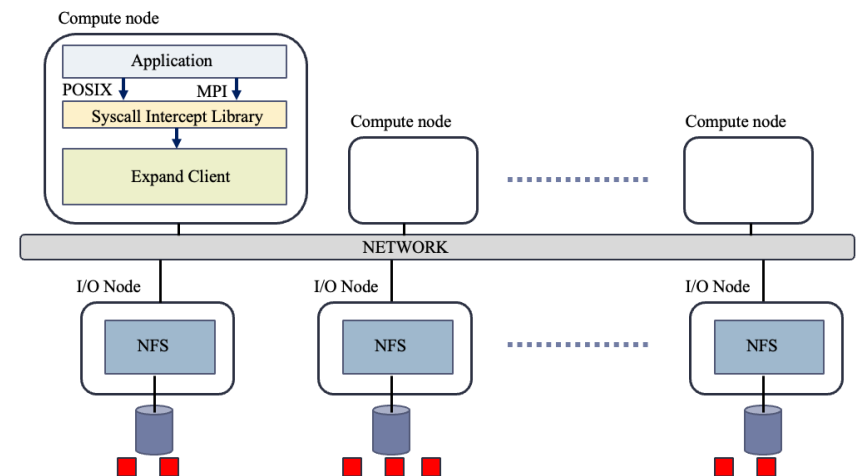 Compute node
Application
POSIX MPI
Syscall Intercept Library
Expand Client
Compute node
Compute node
NETWORK
I/O Node
I/O Node
I/O Node
NFS
NFS
NFS